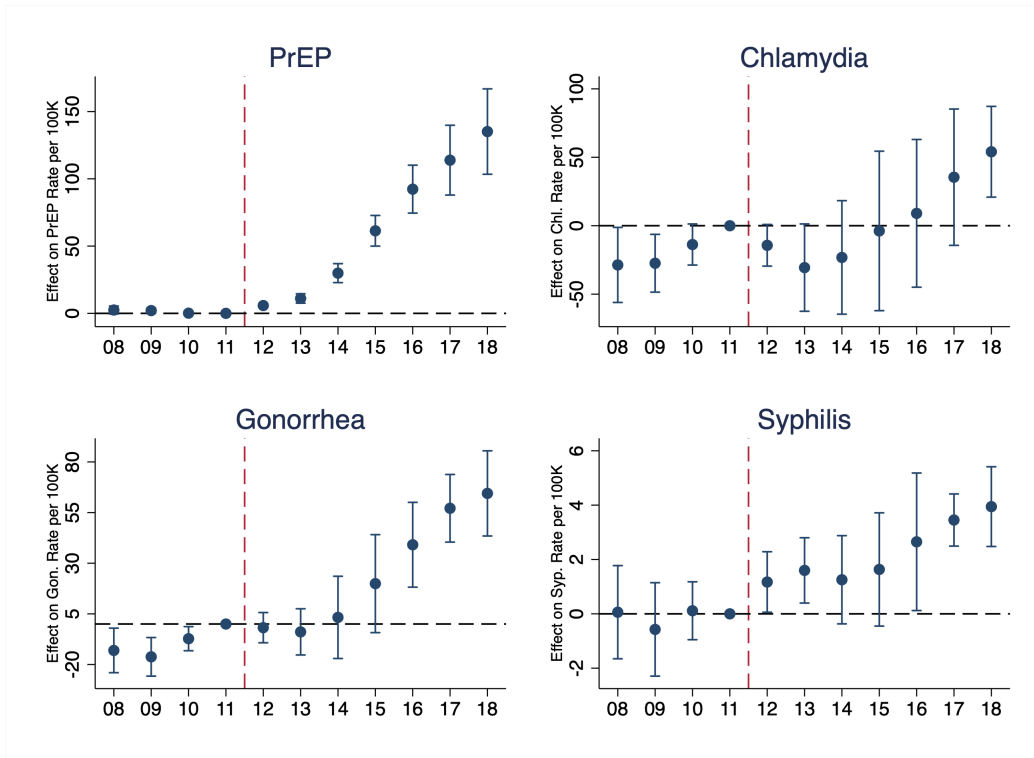 PrEP
Effect on PrEP Rate per 100K
150
100
50
0
08 09 10 11 12 13 14 15 16 17 18
Chlamydia
Effect on Chl. Rate per 100K
100
50
0
-50
08 09 10 11 12 13 14 15 16 17 18
Gonorrhea
Effect on Gon. Rate per 100K
80
55
30
5
-20
08 09 10 11 12 13 14 15 16 17 18
Syphilis
Effect on Syp. Rate per 100K
6
4
2
0
-2
08 09 10 11 12 13 14 15 16 17 18